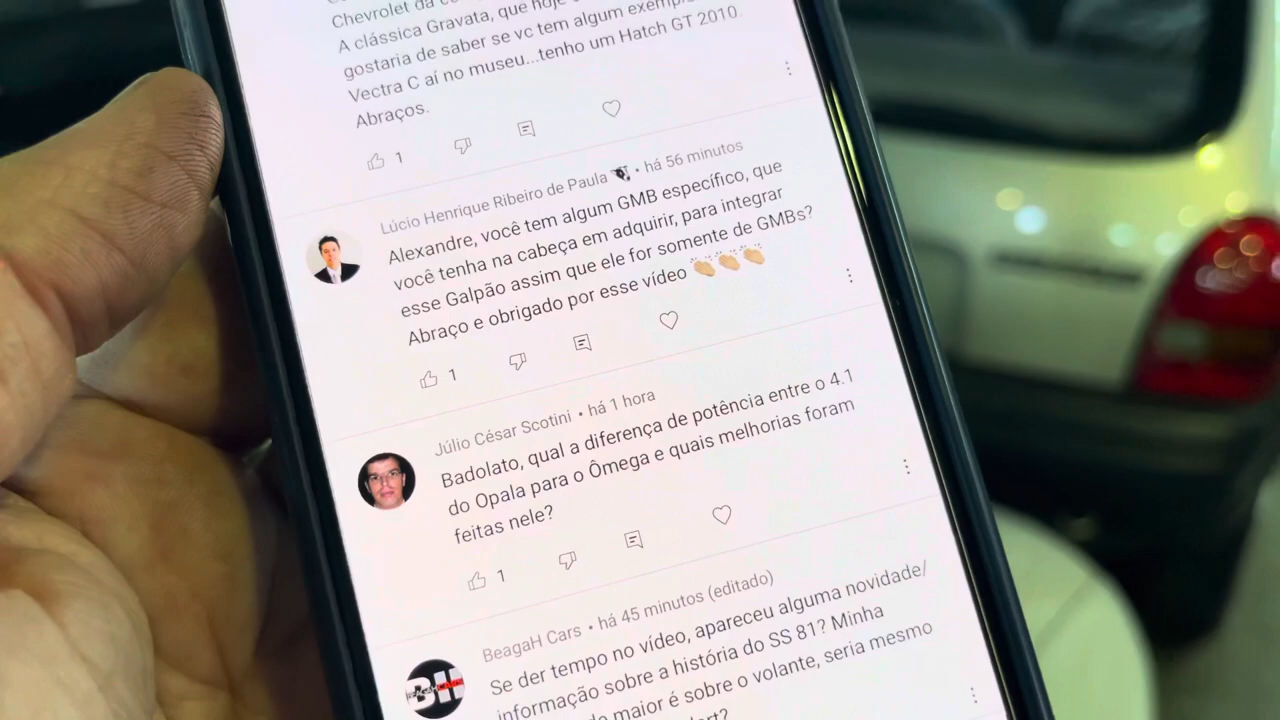 Chevrolet da
A clássica Gravata, que hoje
gostaria de saber se vc tem algum
Vectra C aí no museu...tenho um Hatch GT 2010.
Abraços.
1
Lúcio Henrique Ribeiro de Paula • há 56 minutos
Alexandre, você tem algum GMB específico, que
você tenha na cabeça em adquirir, para integrar
esse Galpão assim que ele for somente de GMBs?
Abraço e obrigado por esse vídeo 👏🏼👏🏼👏🏼
1
Júlio César Scotini • há 1 hora
Badolato, qual a diferença de potência entre o 4.1
do Opala para o Ômega e quais melhorias foram
feitas nele?
1
BeagaH Cars • há 45 minutos (editado)
BH
Se der tempo no vídeo, apareceu alguma novidade/
informação sobre a história do SS 81? Minha
maior é sobre o volante, seria mesmo